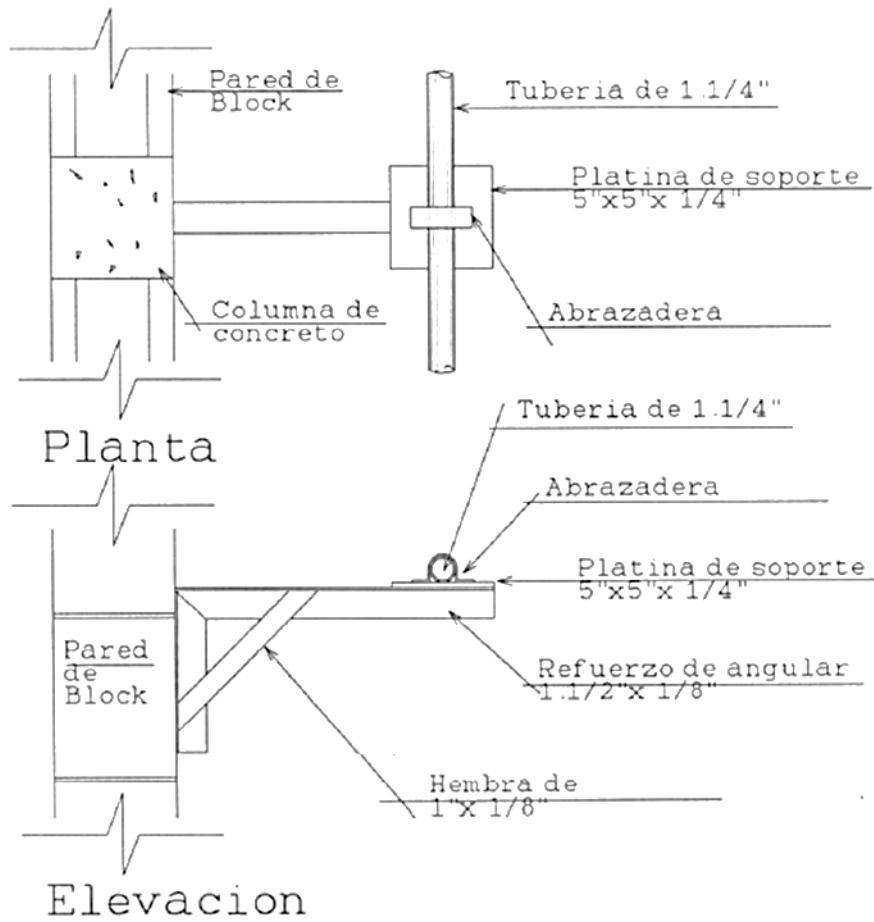 Pared de
Block
Tuberia de 1.1/4"
Platina de soporte
5"x5"x 1/4"
Columna de
concreto
Abrazadera
Planta
Tuberia de 1.1/4"
Abrazadera
Platina de soporte
5"x5"x 1/4"
Pared
de
Block
Refuerzo de angular
1.1/2"x 1/8"
Hembra de
1"x 1/8"
Elevacion